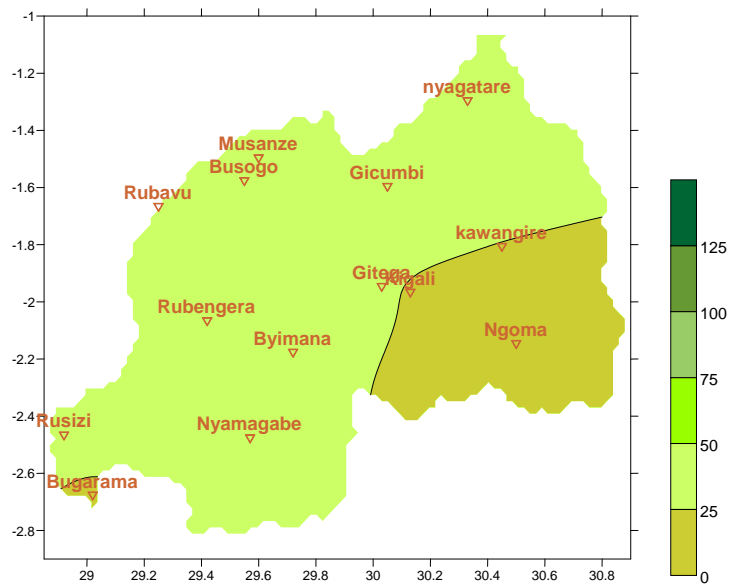 -1
-1.2
nyagatare
-1.4
Musanze
Busogo
Gicumbi
-1.6
Rubavu
kawangire
-1.8
Gitega
Kigali
-2
Rubengera
Byimana
Ngoma
-2.2
-2.4
Rusizi
Nyamagabe
-2.6
Bugarama
-2.8
29 29.2 29.4 29.6 29.8 30 30.2 30.4 30.6 30.8
125
100
75
50
25
0